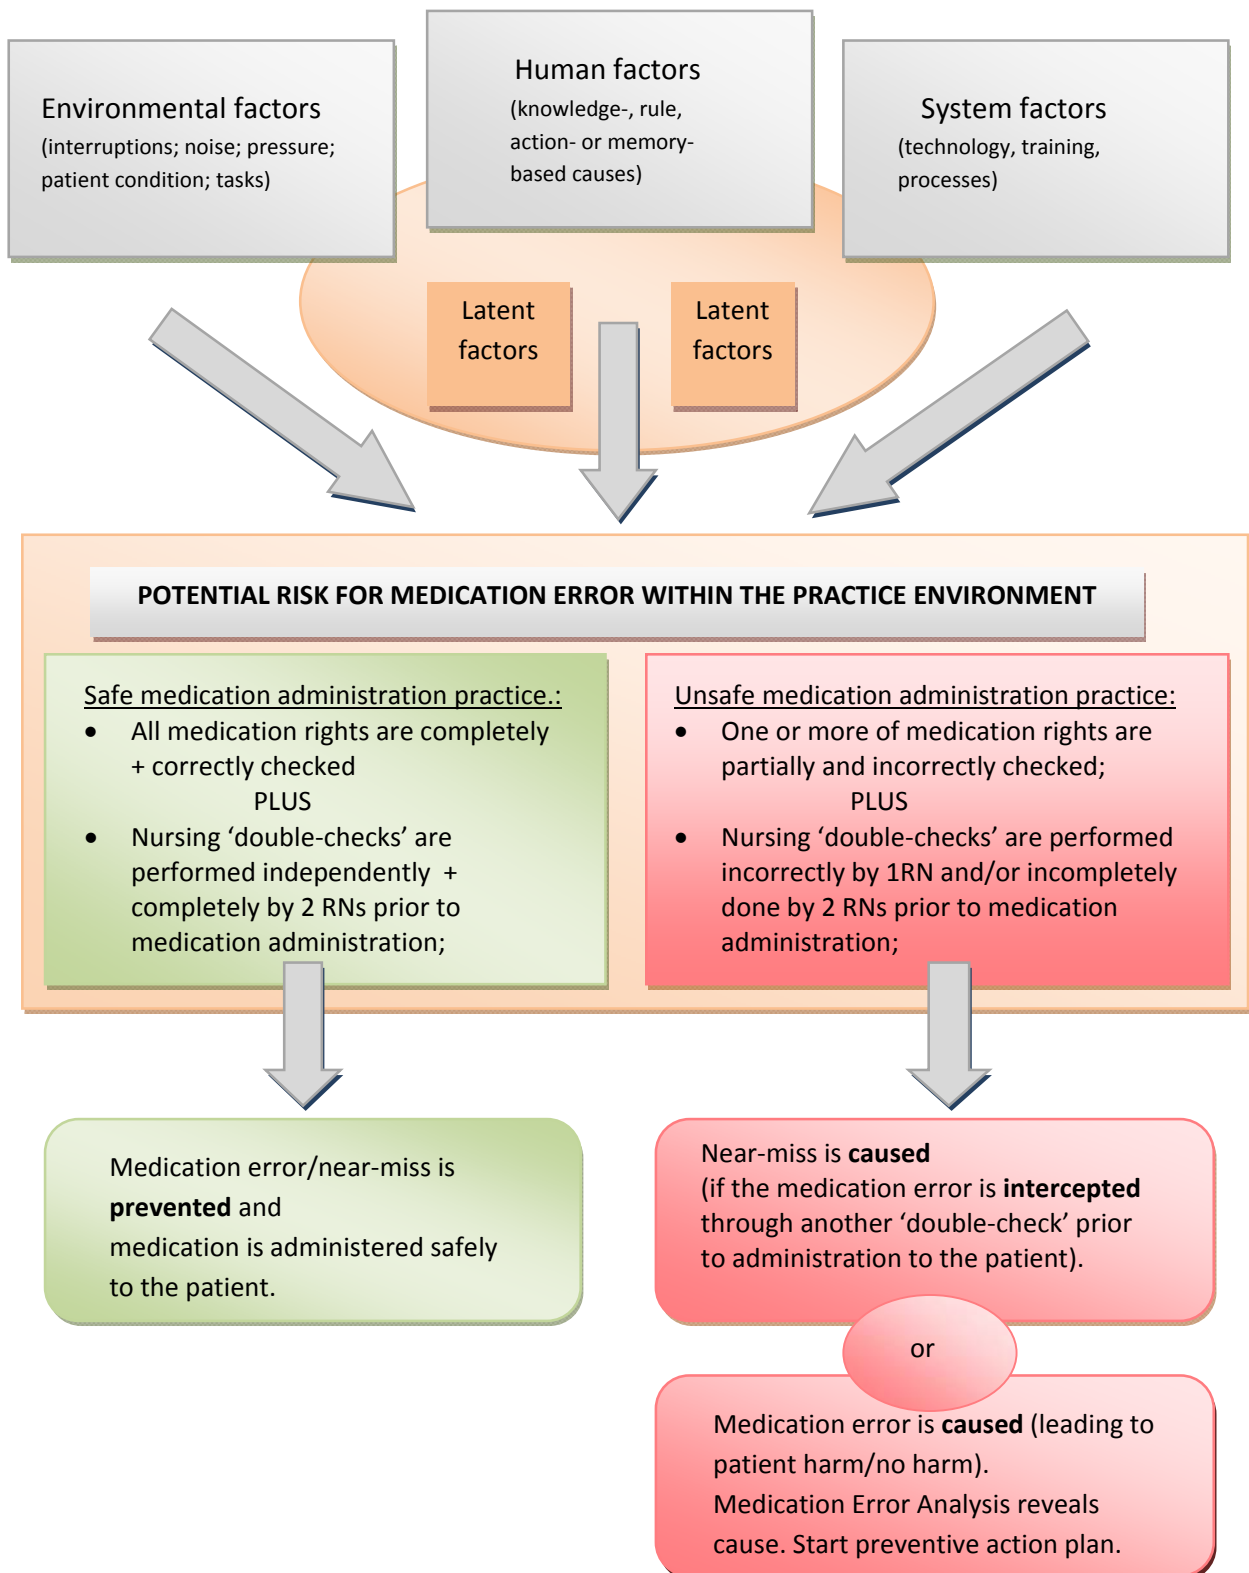 Environmental factors
(interruptions; noise; pressure;
patient condition; tasks)
Human factors
(knowledge-, rule,
action- or memory-
based causes)
System factors
(technology, training,
processes)
Latent
factors
Latent
factors
POTENTIAL RISK FOR MEDICATION ERROR WITHIN THE PRACTICE ENVIRONMENT
Safe medication administration practice.:
• All medication rights are completely
+ correctly checked
PLUS
• Nursing ‘double-checks’ are
performed independently +
completely by 2 RNs prior to
medication administration;
Unsafe medication administration practice:
• One or more of medication rights are
partially and incorrectly checked;
PLUS
• Nursing ‘double-checks’ are performed
incorrectly by 1RN and/or incompletely
done by 2 RNs prior to medication
administration;
Medication error/near-miss is
prevented and
medication is administered safely
to the patient.
Near-miss is caused
(if the medication error is intercepted
through another ‘double-check’ prior
to administration to the patient).
or
Medication error is caused (leading to
patient harm/no harm).
Medication Error Analysis reveals
cause. Start preventive action plan.